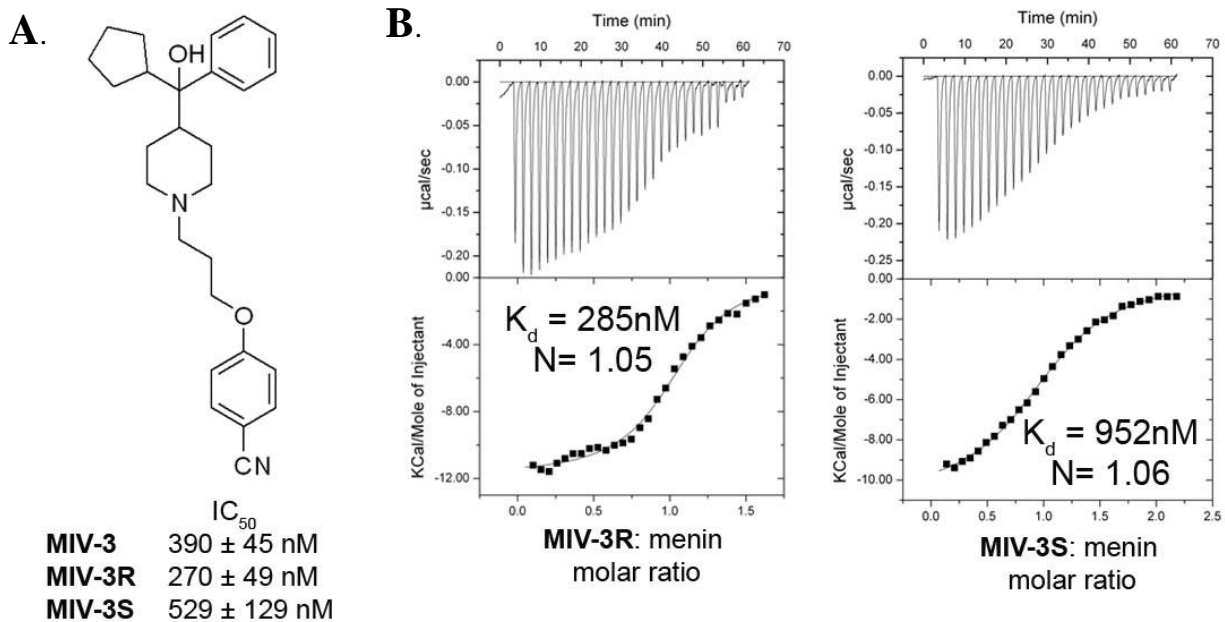 A.
OH
N
O
CN
IC50
MIV-3 390 ± 45 nM
MIV-3R 270 ± 49 nM
MIV-3S 529 ± 129 nM
B.
Time (min)
0 10 20 30 40 50 60 70
0.00
-0.05
-0.10
-0.15
-0.20
µcal/sec
0.00
-4.00
-8.00
-12.00
KCal/Mole of Injectant
Kd = 285nM
N= 1.05
0.0 0.5 1.0 1.5
MIV-3R: menin
molar ratio
Time (min)
0 10 20 30 40 50 60 70
0.00
-0.05
-0.10
-0.15
-0.20
-0.25
µcal/sec
0.00
-2.00
-4.00
-6.00
-8.00
-10.00
KCal/Mole of Injectant
Kd = 952nM
N= 1.06
0.0 0.5 1.0 1.5 2.0 2.5
MIV-3S: menin
molar ratio